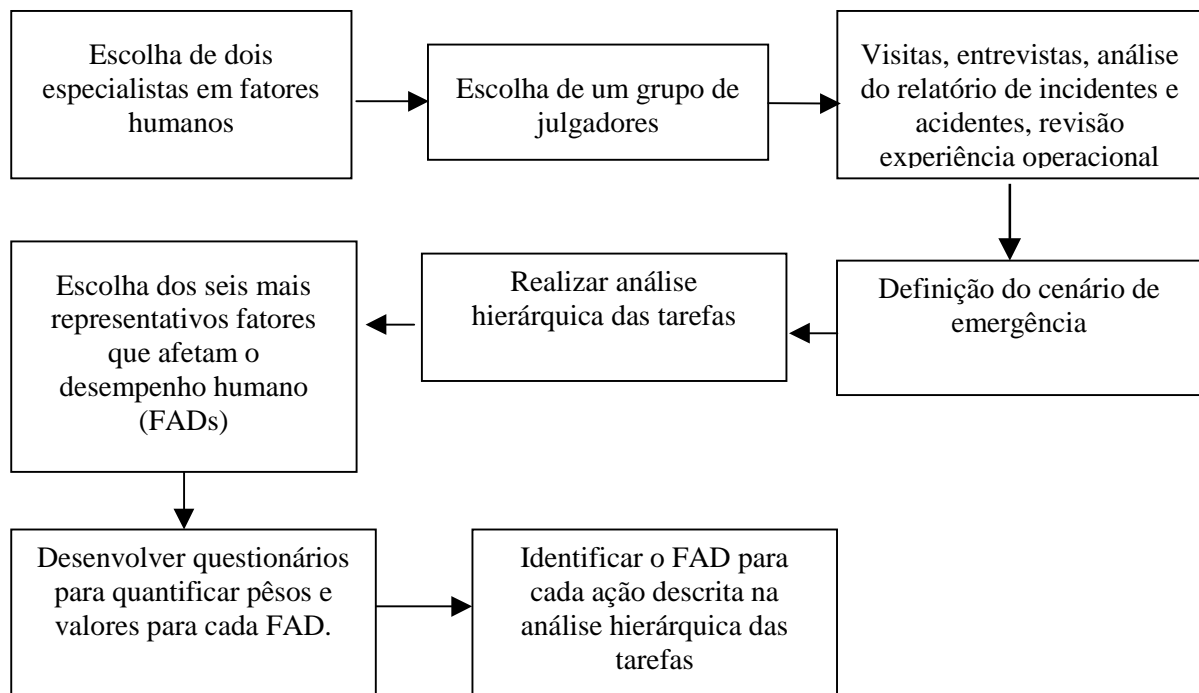 Escolha de dois
especialistas em fatores
humanos
Escolha de um grupo de
julgadores
Visitas, entrevistas, análise
do relatório de incidentes e
acidentes, revisão
experiência operacional
Definição do cenário de
emergência
Realizar análise
hierárquica das tarefas
Escolha dos seis mais
representativos fatores
que afetam o
desempenho humano
(FADs)
Desenvolver questionários
para quantificar pêsos e
valores para cada FAD.
Identificar o FAD para
cada ação descrita na
análise hierárquica das
tarefas